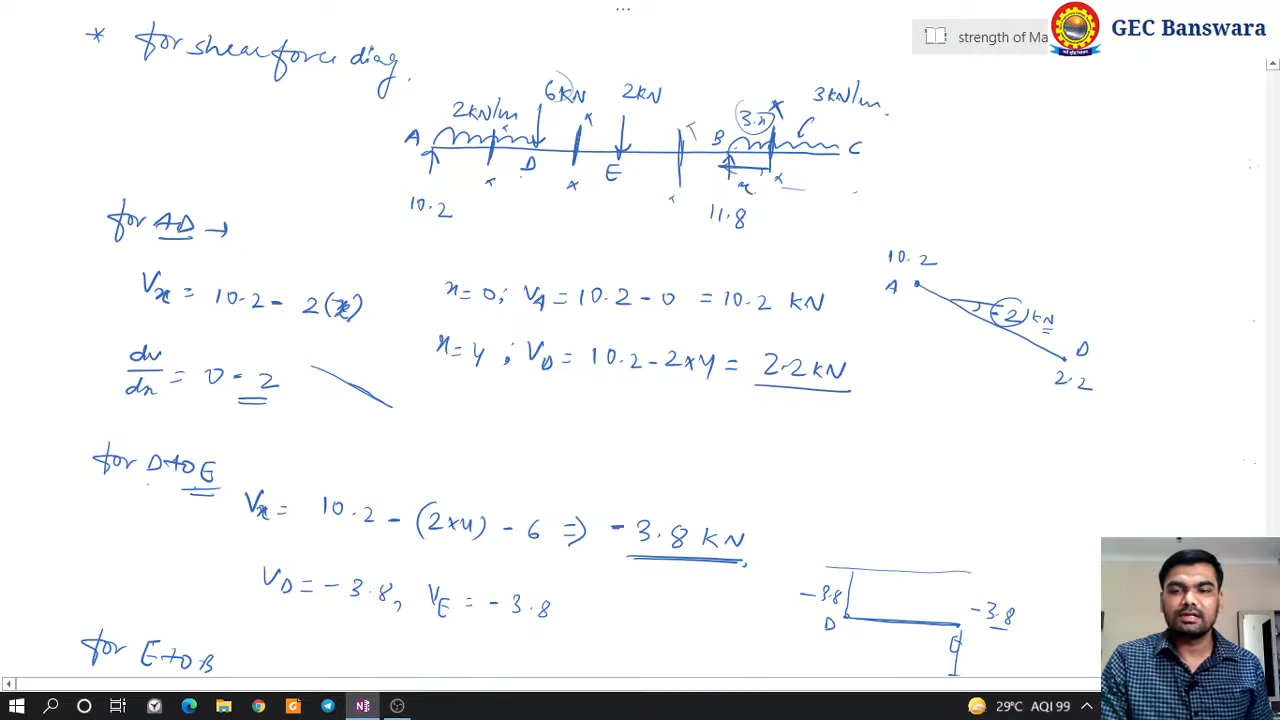 GEC Banswara
strength of Ma
* for shear force diag.
6kN 2kN 3kN/m
2kN/m 3.x
A D E B C
x x x x x
10.2 11.8
for AD →
Vx = 10.2 - 2(x) x=0; VA = 10.2 - 0 = 10.2 KN
dv/dx = 0 - 2 x=4; VD = 10.2 - 2×4 = 2.2 KN
10.2
A
(-2) KN
D
2.2
for D to E
Vx = 10.2 - (2×4) - 6 ⇒ - 3.8 KN
VD = - 3.8, VE = - 3.8
-3.8 -3.8
D E
for E to B
29°C AQI 99